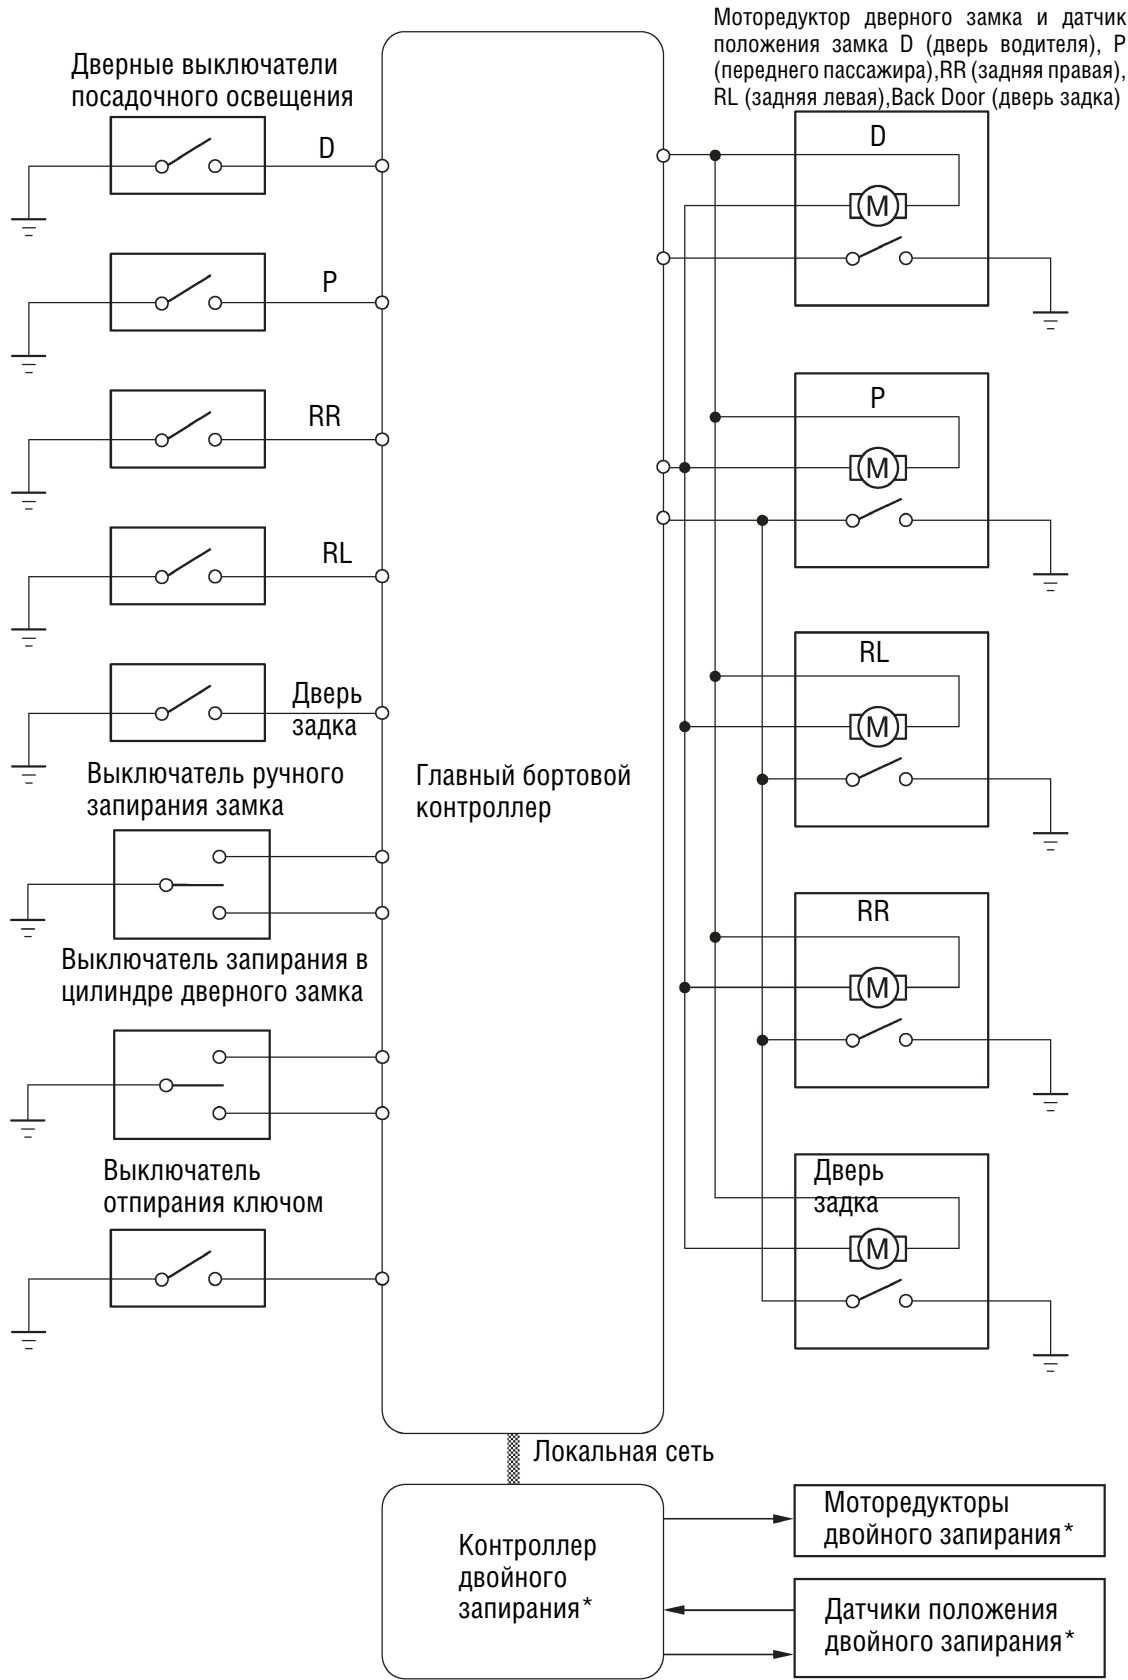 Моторедуктор дверного замка и датчик
положения замка D (дверь водителя), P
(переднего пассажира),RR (задняя правая),
RL (задняя левая),Back Door (дверь задка)
Дверные выключатели
посадочного освещения
D
P
RR
RL
Дверь
задка
Выключатель ручного
запирания замка
Выключатель запирания в
цилиндре дверного замка
Выключатель
отпирания ключом
Главный бортовой
контроллер
D
M
P
M
RL
M
RR
M
Дверь
задка
M
Локальная сеть
Контроллер
двойного
запирания*
Моторедукторы
двойного запирания*
Датчики положения
двойного запирания*